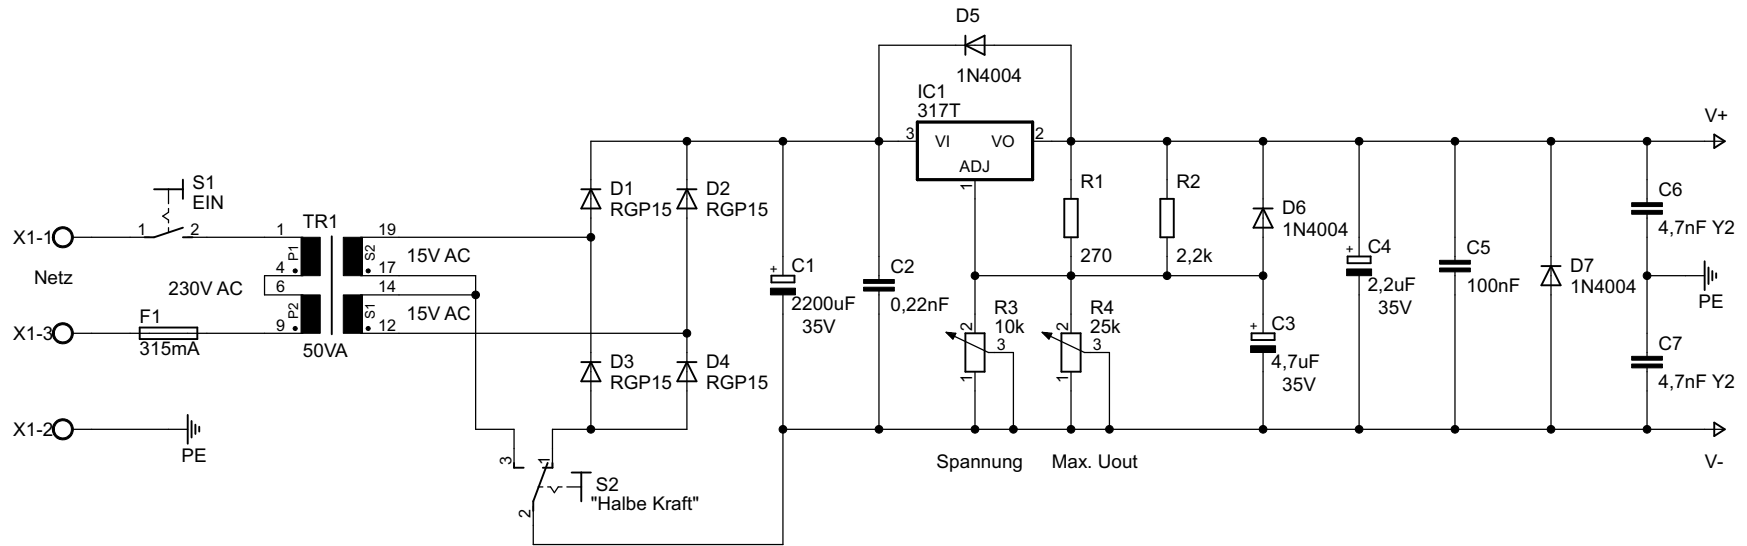 D5
1N4004
IC1
317T
3 VI VO 2
ADJ
1
V+
S1
EIN
X1-1 1 2
1 TR1 19
P1 S2
4 17
15V AC
Netz
230V AC
6 14
P2 S1
15V AC
9 12
50VA
X1-3
F1
315mA
X1-2
PE
D1
RGP15
D2
RGP15
D3
RGP15
D4
RGP15
3 1
2
S2
"Halbe Kraft"
+
C1
2200uF
35V
C2
0,22nF
R1
270
R2
2,2k
D6
1N4004
R3
10k
2
3
1
R4
25k
2
3
1
Spannung
Max. Uout
+
C3
4,7uF
35V
+
C4
2,2uF
35V
C5
100nF
D7
1N4004
C6
4,7nF Y2
PE
C7
4,7nF Y2
V-